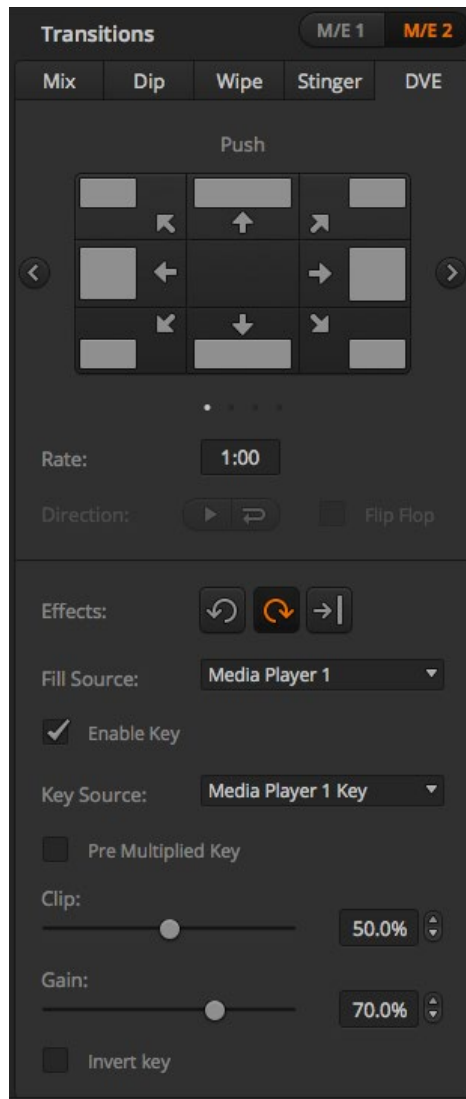 Transitions M/E 1 M/E 2
Mix Dip Wipe Stinger DVE
Push
Rate: 1:00
Direction: Flip Flop
Effects:
Fill Source: Media Player 1
Enable Key
Key Source: Media Player 1 Key
Pre Multiplied Key
Clip:
50.0%
Gain:
70.0%
Invert key